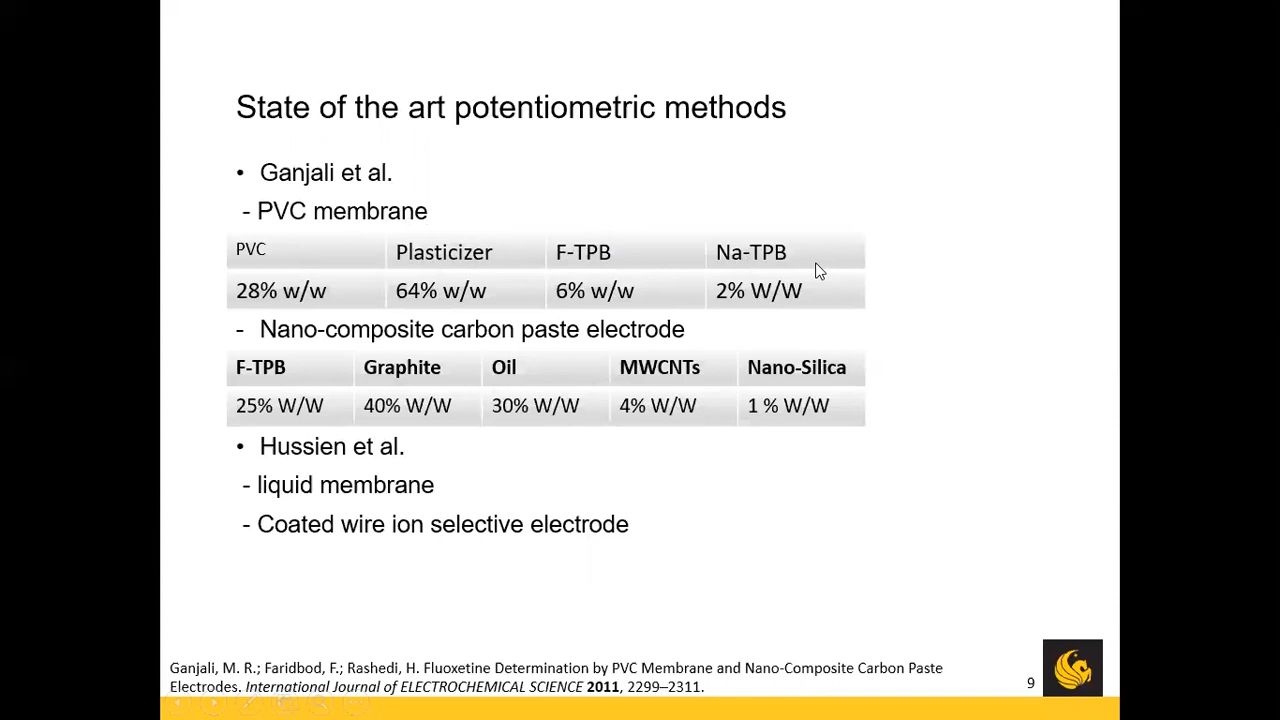 State of the art potentiometric methods
• Ganjali et al.
- PVC membrane
PVC Plasticizer F-TPB Na-TPB
28% w/w 64% w/w 6% w/w 2% W/W
- Nano-composite carbon paste electrode
F-TPB Graphite Oil MWCNTs Nano-Silica
25% W/W 40% W/W 30% W/W 4% W/W 1 % W/W
• Hussien et al.
- liquid membrane
- Coated wire ion selective electrode
Ganjali, M. R.; Faridbod, F.; Rashedi, H. Fluoxetine Determination by PVC Membrane and Nano-Composite Carbon Paste
Electrodes. International Journal of ELECTROCHEMICAL SCIENCE 2011, 2299–2311.
9